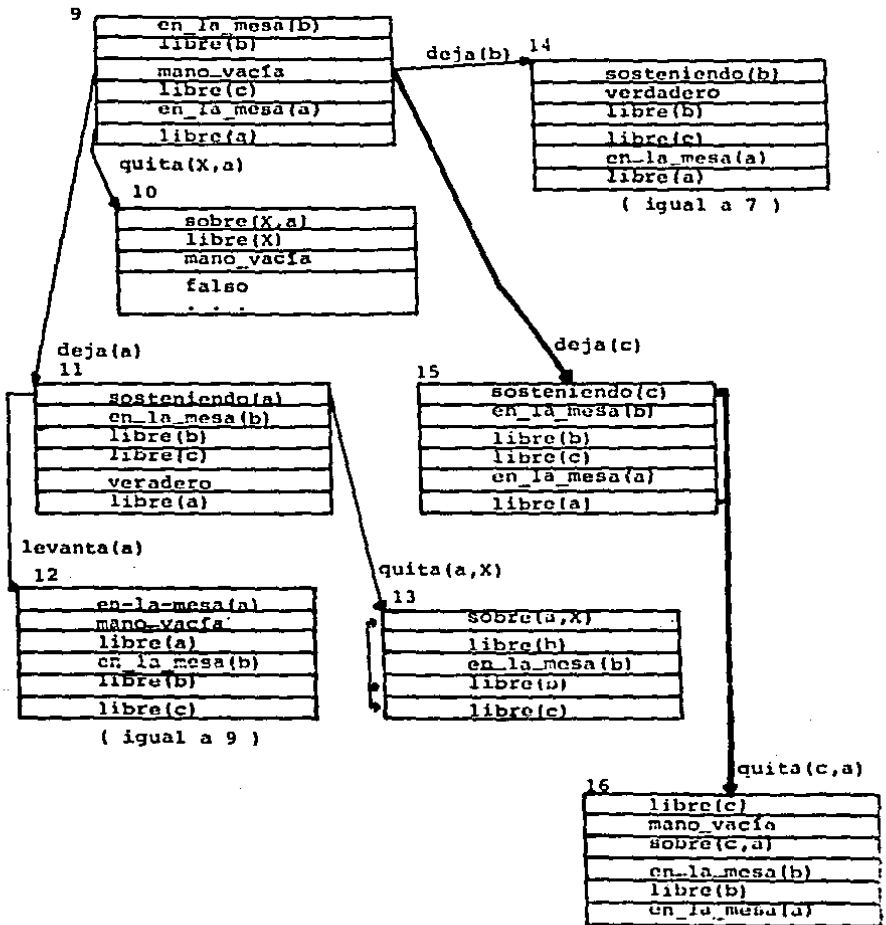 9
en_la_mesa(b)
libre(b)
mano_vacía
libre(c)
en_la_mesa(a)
libre(a)
deja(b) 14
sosteniendo(b)
verdadero
libre(b)
libre(c)
en_la_mesa(a)
libre(a)
( igual a 7 )
quita(X,a)
10
sobre(X,a)
libre(X)
mano_vacía
falso
. . .
deja(a)
11
sosteniendo(a)
en_la_mesa(b)
libre(b)
libre(c)
veradero
libre(a)
deja(c)
15
sosteniendo(c)
en_la_mesa(b)
libre(b)
libre(c)
en_la_mesa(a)
libre(a)
levanta(a)
12
en-la-mesa(a)
mano_vacía
libre(a)
en_la_mesa(b)
libre(b)
libre(c)
( igual a 9 )
quita(a,X)
13
sobre(a,X)
libre(b)
en_la_mesa(b)
libre(b)
libre(c)
quita(c,a)
16
libre(c)
mano_vacía
sobre(c,a)
en_la_mesa(b)
libre(b)
en_la_mesa(a)